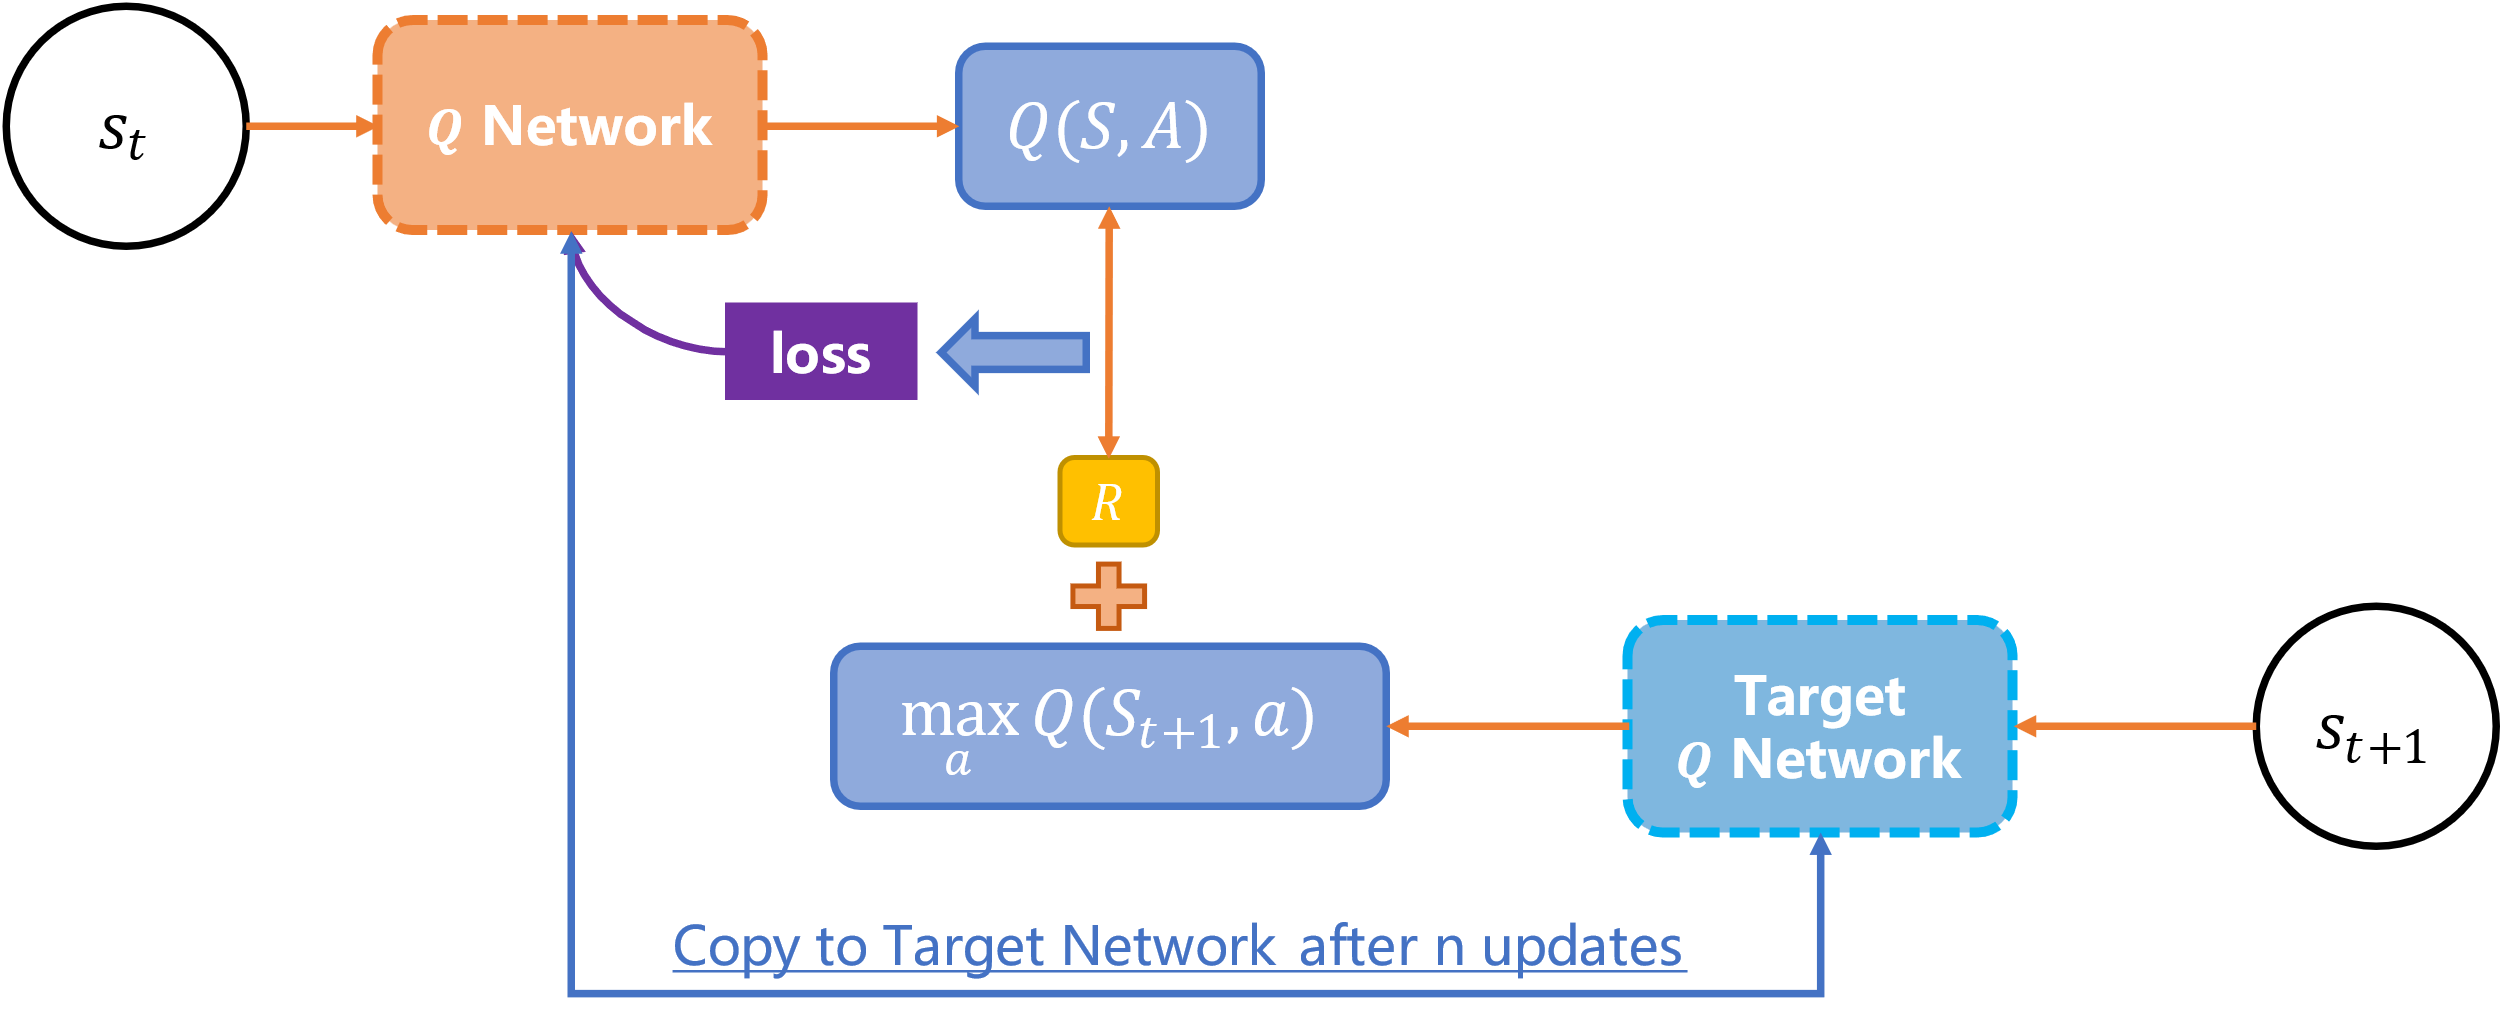 s_t
Q Network
Q(S, A)
loss
R
max_a Q(S_{t+1}, a)
Target
Q Network
s_{t+1}
Copy to Target Network after n updates